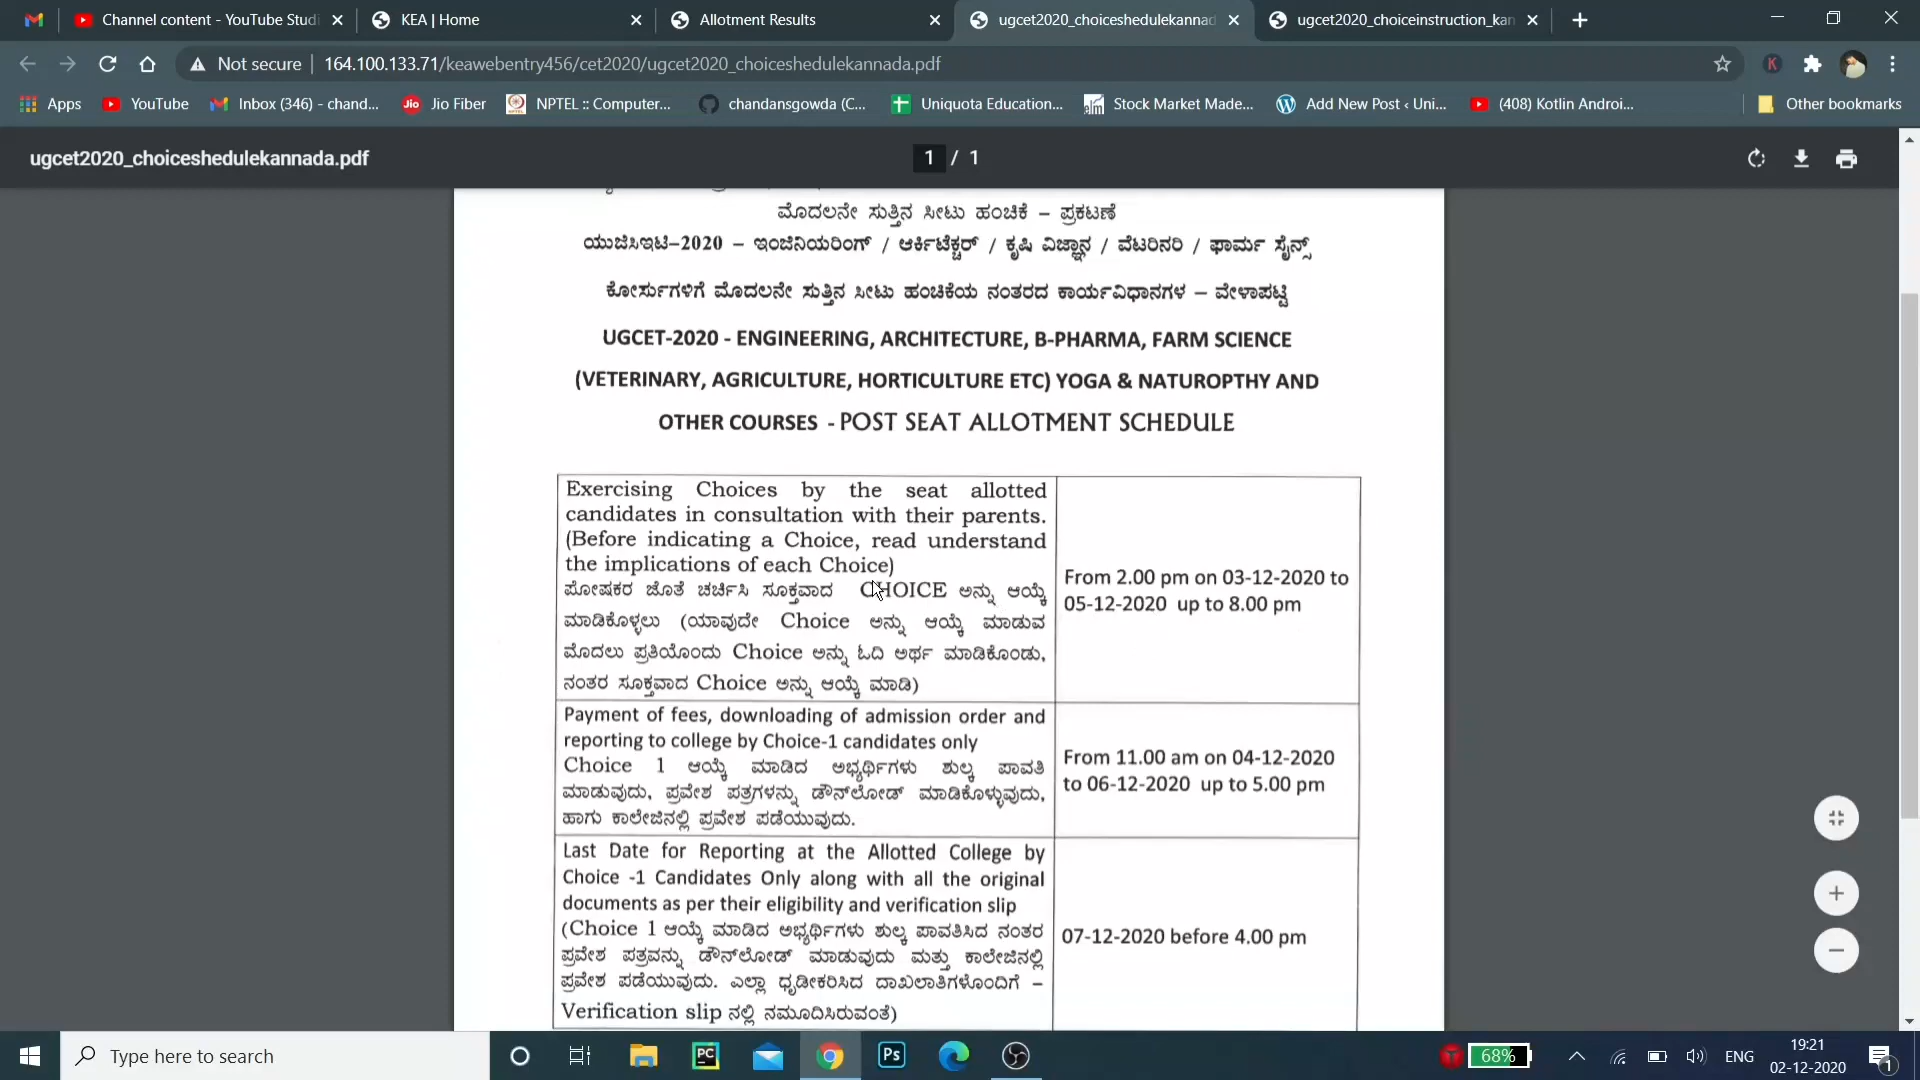 Channel content - YouTube Studi
KEA | Home
Allotment Results
ugcet2020_choiceshedulekannad
ugcet2020_choiceinstruction_kan
Not secure | 164.100.133.71/keawebentry456/cet2020/ugcet2020_choiceshedulekannada.pdf
Apps YouTube Inbox (346) - chand... Jio Fiber NPTEL :: Computer... chandansgowda (C... Uniquota Education... Stock Market Made... Add New Post ‹ Uni... (408) Kotlin Androi... Other bookmarks
ugcet2020_choiceshedulekannada.pdf 1 / 1
ಮೊದಲನೇ ಸುತ್ತಿನ ಸೀಟು ಹಂಚಿಕೆ – ಪ್ರಕಟಣೆ
ಯುಜಿಸಿಇಟಿ–2020 – ಇಂಜಿನಿಯರಿಂಗ್ / ಆರ್ಕಿಟೆಕ್ಚರ್ / ಕೃಷಿ ವಿಜ್ಞಾನ / ವೆಟರಿನರಿ / ಫಾರ್ಮ ಸೈನ್ಸ್
ಕೋರ್ಸುಗಳಿಗೆ ಮೊದಲನೇ ಸುತ್ತಿನ ಸೀಟು ಹಂಚಿಕೆಯ ನಂತರದ ಕಾರ್ಯವಿಧಾನಗಳ – ವೇಳಾಪಟ್ಟಿ
UGCET-2020 - ENGINEERING, ARCHITECTURE, B-PHARMA, FARM SCIENCE
(VETERINARY, AGRICULTURE, HORTICULTURE ETC) YOGA & NATUROPTHY AND
OTHER COURSES - POST SEAT ALLOTMENT SCHEDULE
Exercising Choices by the seat allotted
candidates in consultation with their parents.
(Before indicating a Choice, read understand
the implications of each Choice)
ಪೋಷಕರ ಜೊತೆ ಚರ್ಚಿಸಿ ಸೂಕ್ತವಾದ CHOICE ಅನ್ನು ಆಯ್ಕೆ
ಮಾಡಿಕೊಳ್ಳಲು (ಯಾವುದೇ Choice ಅನ್ನು ಆಯ್ಕೆ ಮಾಡುವ
ಮೊದಲು ಪ್ರತಿಯೊಂದು Choice ಅನ್ನು ಓದಿ ಅರ್ಥ ಮಾಡಿಕೊಂಡು,
ನಂತರ ಸೂಕ್ತವಾದ Choice ಅನ್ನು ಆಯ್ಕೆ ಮಾಡಿ)
From 2.00 pm on 03-12-2020 to
05-12-2020 up to 8.00 pm
Payment of fees, downloading of admission order and
reporting to college by Choice-1 candidates only
Choice 1 ಆಯ್ಕೆ ಮಾಡಿದ ಅಭ್ಯರ್ಥಿಗಳು ಶುಲ್ಕ ಪಾವತಿ
ಮಾಡುವುದು, ಪ್ರವೇಶ ಪತ್ರಗಳನ್ನು ಡೌನ್‌ಲೋಡ್ ಮಾಡಿಕೊಳ್ಳುವುದು,
ಹಾಗು ಕಾಲೇಜಿನಲ್ಲಿ ಪ್ರವೇಶ ಪಡೆಯುವುದು.
From 11.00 am on 04-12-2020
to 06-12-2020 up to 5.00 pm
Last Date for Reporting at the Allotted College by
Choice -1 Candidates Only along with all the original
documents as per their eligibility and verification slip
(Choice 1 ಆಯ್ಕೆ ಮಾಡಿದ ಅಭ್ಯರ್ಥಿಗಳು ಶುಲ್ಕ ಪಾವತಿಸಿದ ನಂತರ
ಪ್ರವೇಶ ಪತ್ರವನ್ನು ಡೌನ್‌ಲೋಡ್ ಮಾಡುವುದು ಮತ್ತು ಕಾಲೇಜಿನಲ್ಲಿ
ಪ್ರವೇಶ ಪಡೆಯುವುದು. ಎಲ್ಲಾ ಧೃಡೀಕರಿಸಿದ ದಾಖಲಾತಿಗಳೊಂದಿಗೆ –
Verification slip ನಲ್ಲಿ ನಮೂದಿಸಿರುವಂತೆ)
07-12-2020 before 4.00 pm
Type here to search
68%
ENG
19:21
02-12-2020
1